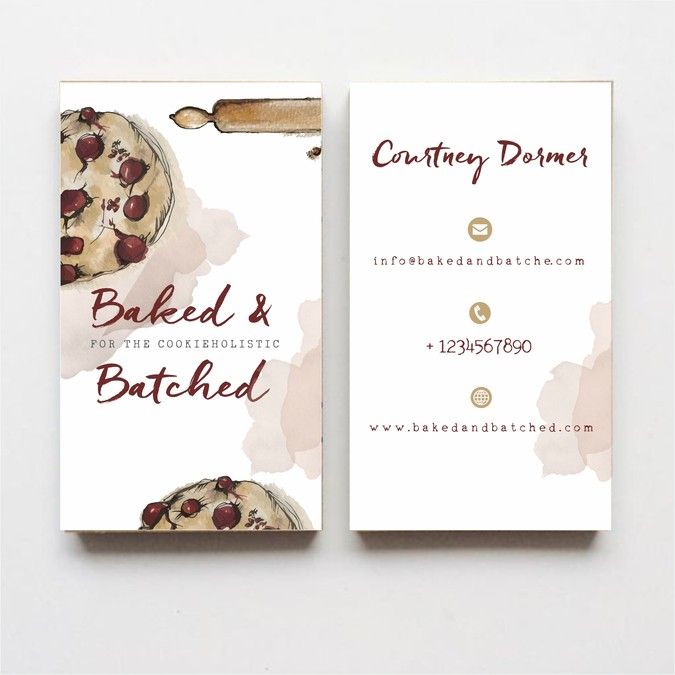 Baked &
FOR THE COOKIEHOLISTIC
Batched
Courtney Dormer
info@bakedandbatche.com
+ 1234567890
www.bakedandbatched.com